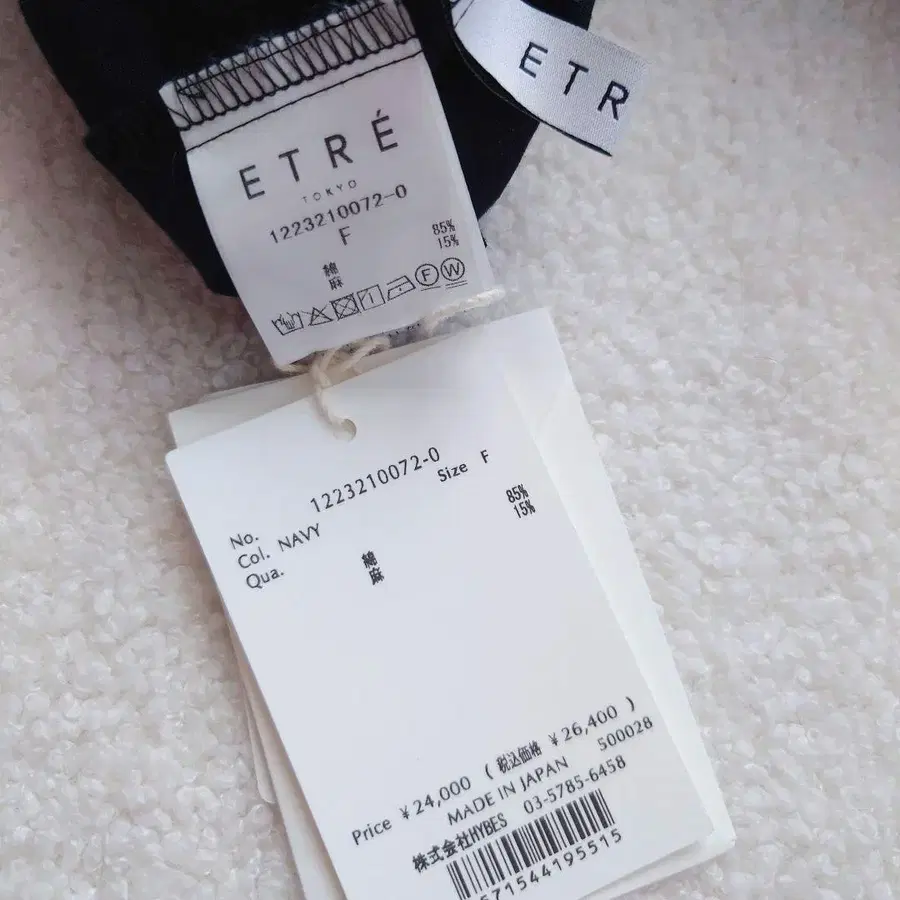 ETR
ETRÉ
TOKYO
1223210072-0
F
綿 85%
麻 15%
F W
No. 1223210072-0
Col. NAVY Size F
Qua. 綿 85%
麻 15%
Price ¥24,000 ( 税込価格 ¥26,400 )
MADE IN JAPAN 500028
株式会社HYBES 03-5785-6458
571544195515